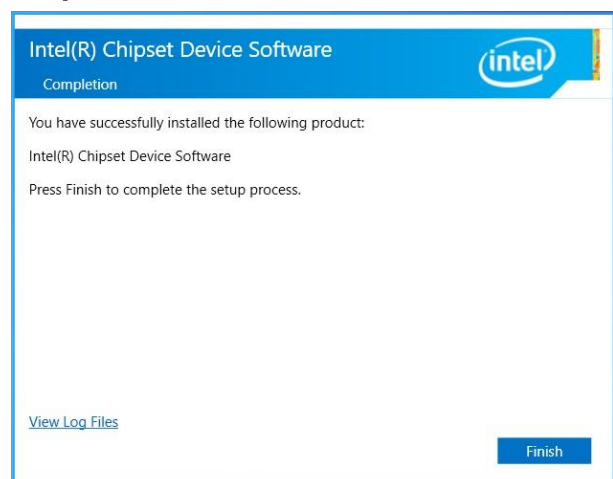 Intel(R) Chipset Device Software
intel
Completion
You have successfully installed the following product:
Intel(R) Chipset Device Software
Press Finish to complete the setup process.
View Log Files
Finish